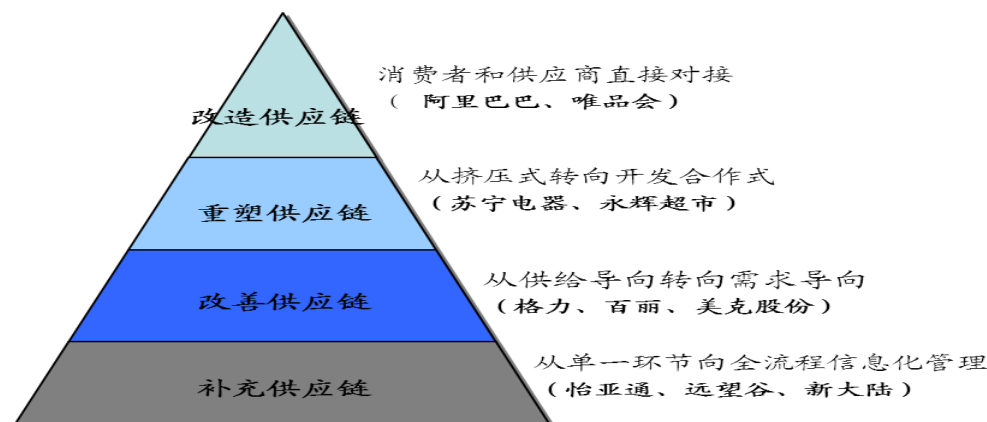 消费者和供应商直接对接
（ 阿里巴巴、唯品会）
改造供应链
从挤压式转向开发合作式
（苏宁电器、永辉超市）
重塑供应链
从供给导向转向需求导向
（格力、百丽、美克股份）
改善供应链
从单一环节向全流程信息化管理
（怡亚通、远望谷、新大陆）
补充供应链